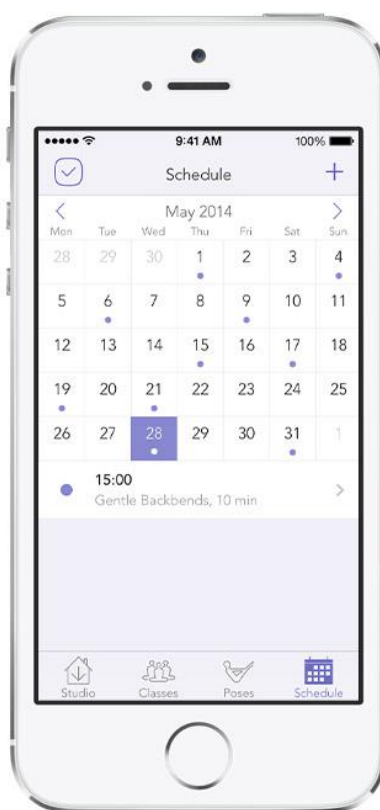 9:41 AM 100%
Schedule
May 2014
Mon Tue Wed Thu Fri Sat Sun
28 29 30 1 2 3 4
5 6 7 8 9 10 11
12 13 14 15 16 17 18
19 20 21 22 23 24 25
26 27 28 29 30 31 1
15:00
Gentle Backbends, 10 min
Studio Classes Poses Schedule